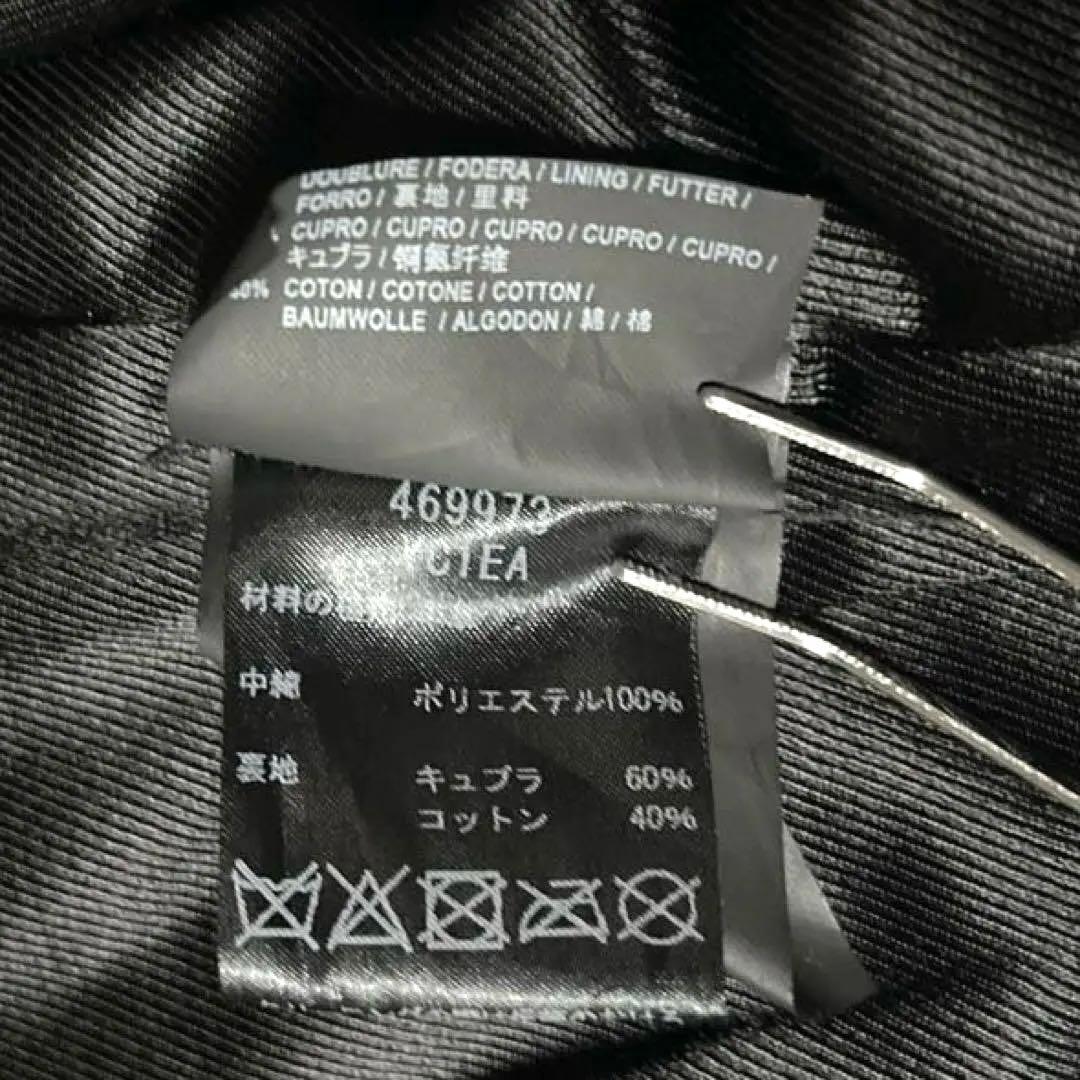 DOUBLURE / FODERA / LINING / FUTTER /
FORRO / 裏地 / 里料
CUPRO / CUPRO / CUPRO / CUPRO / CUPRO /
キュプラ / 铜氨纤维
COTON / COTONE / COTTON /
BAUMWOLLE / ALGODON / 綿 / 棉
469973
材料の
中綿 ポリエステル100%
裏地 キュプラ 60%
コットン 40%